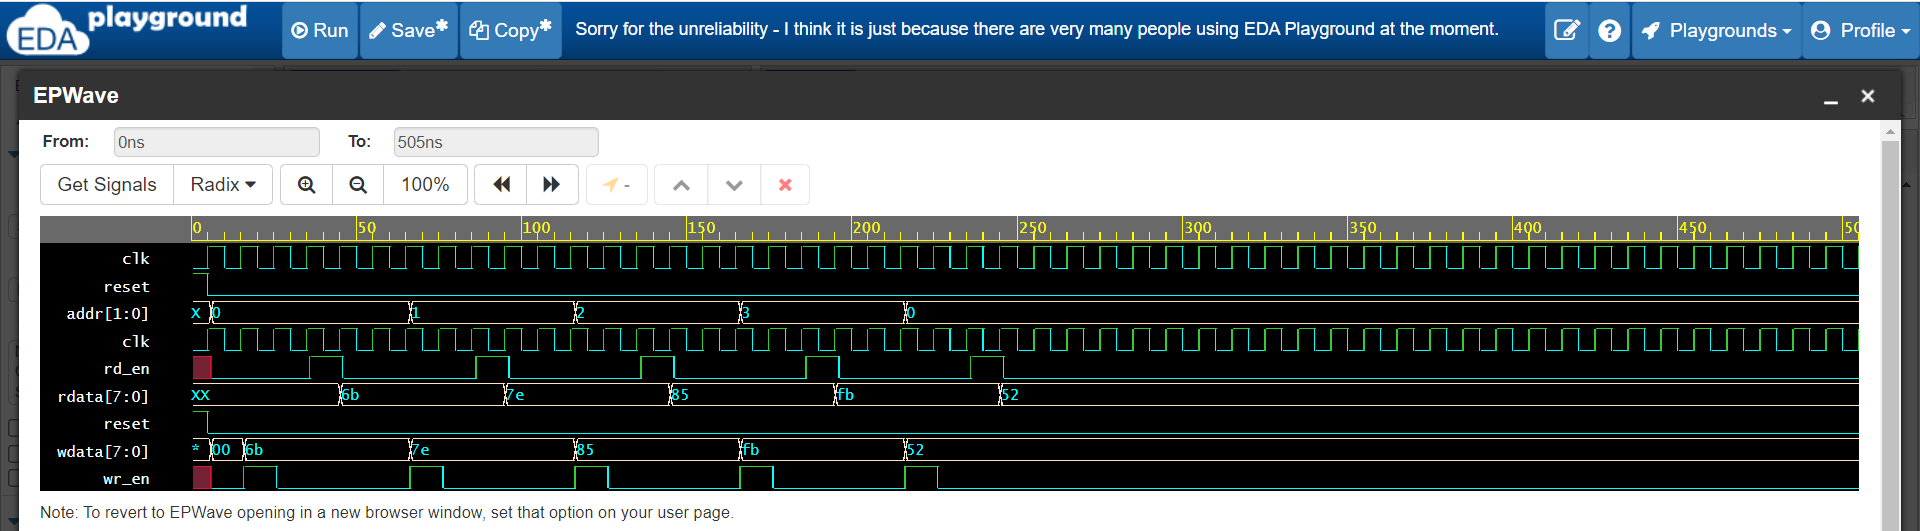 EDA playground
Run
Save*
Copy*
Sorry for the unreliability - I think it is just because there are very many people using EDA Playground at the moment.
Playgrounds
Profile
EPWave
From:
0ns
To:
505ns
Get Signals
Radix
100%
-
0 50 100 150 200 250 300 350 400 450 50
clk
reset
addr[1:0] X 0 1 2 3 0
clk
rd_en
rdata[7:0] XX 6b 7e 85 fb 52
reset
wdata[7:0] * 00 6b 7e 85 fb 52
wr_en
Note: To revert to EPWave opening in a new browser window, set that option on your user page.